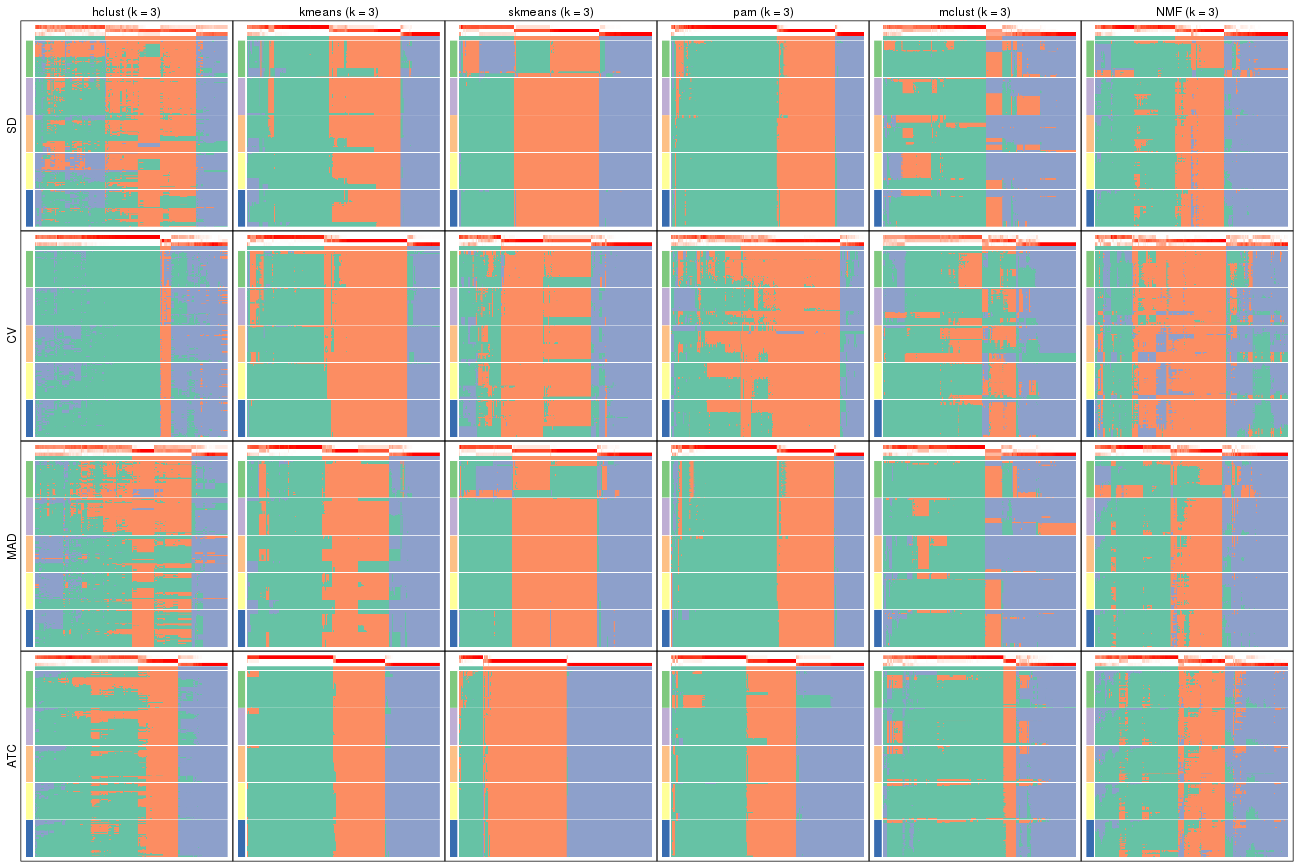 hclust (k = 3) kmeans (k = 3) skmeans (k = 3) pam (k = 3) mclust (k = 3) NMF (k = 3)
SD
CV
MAD
ATC